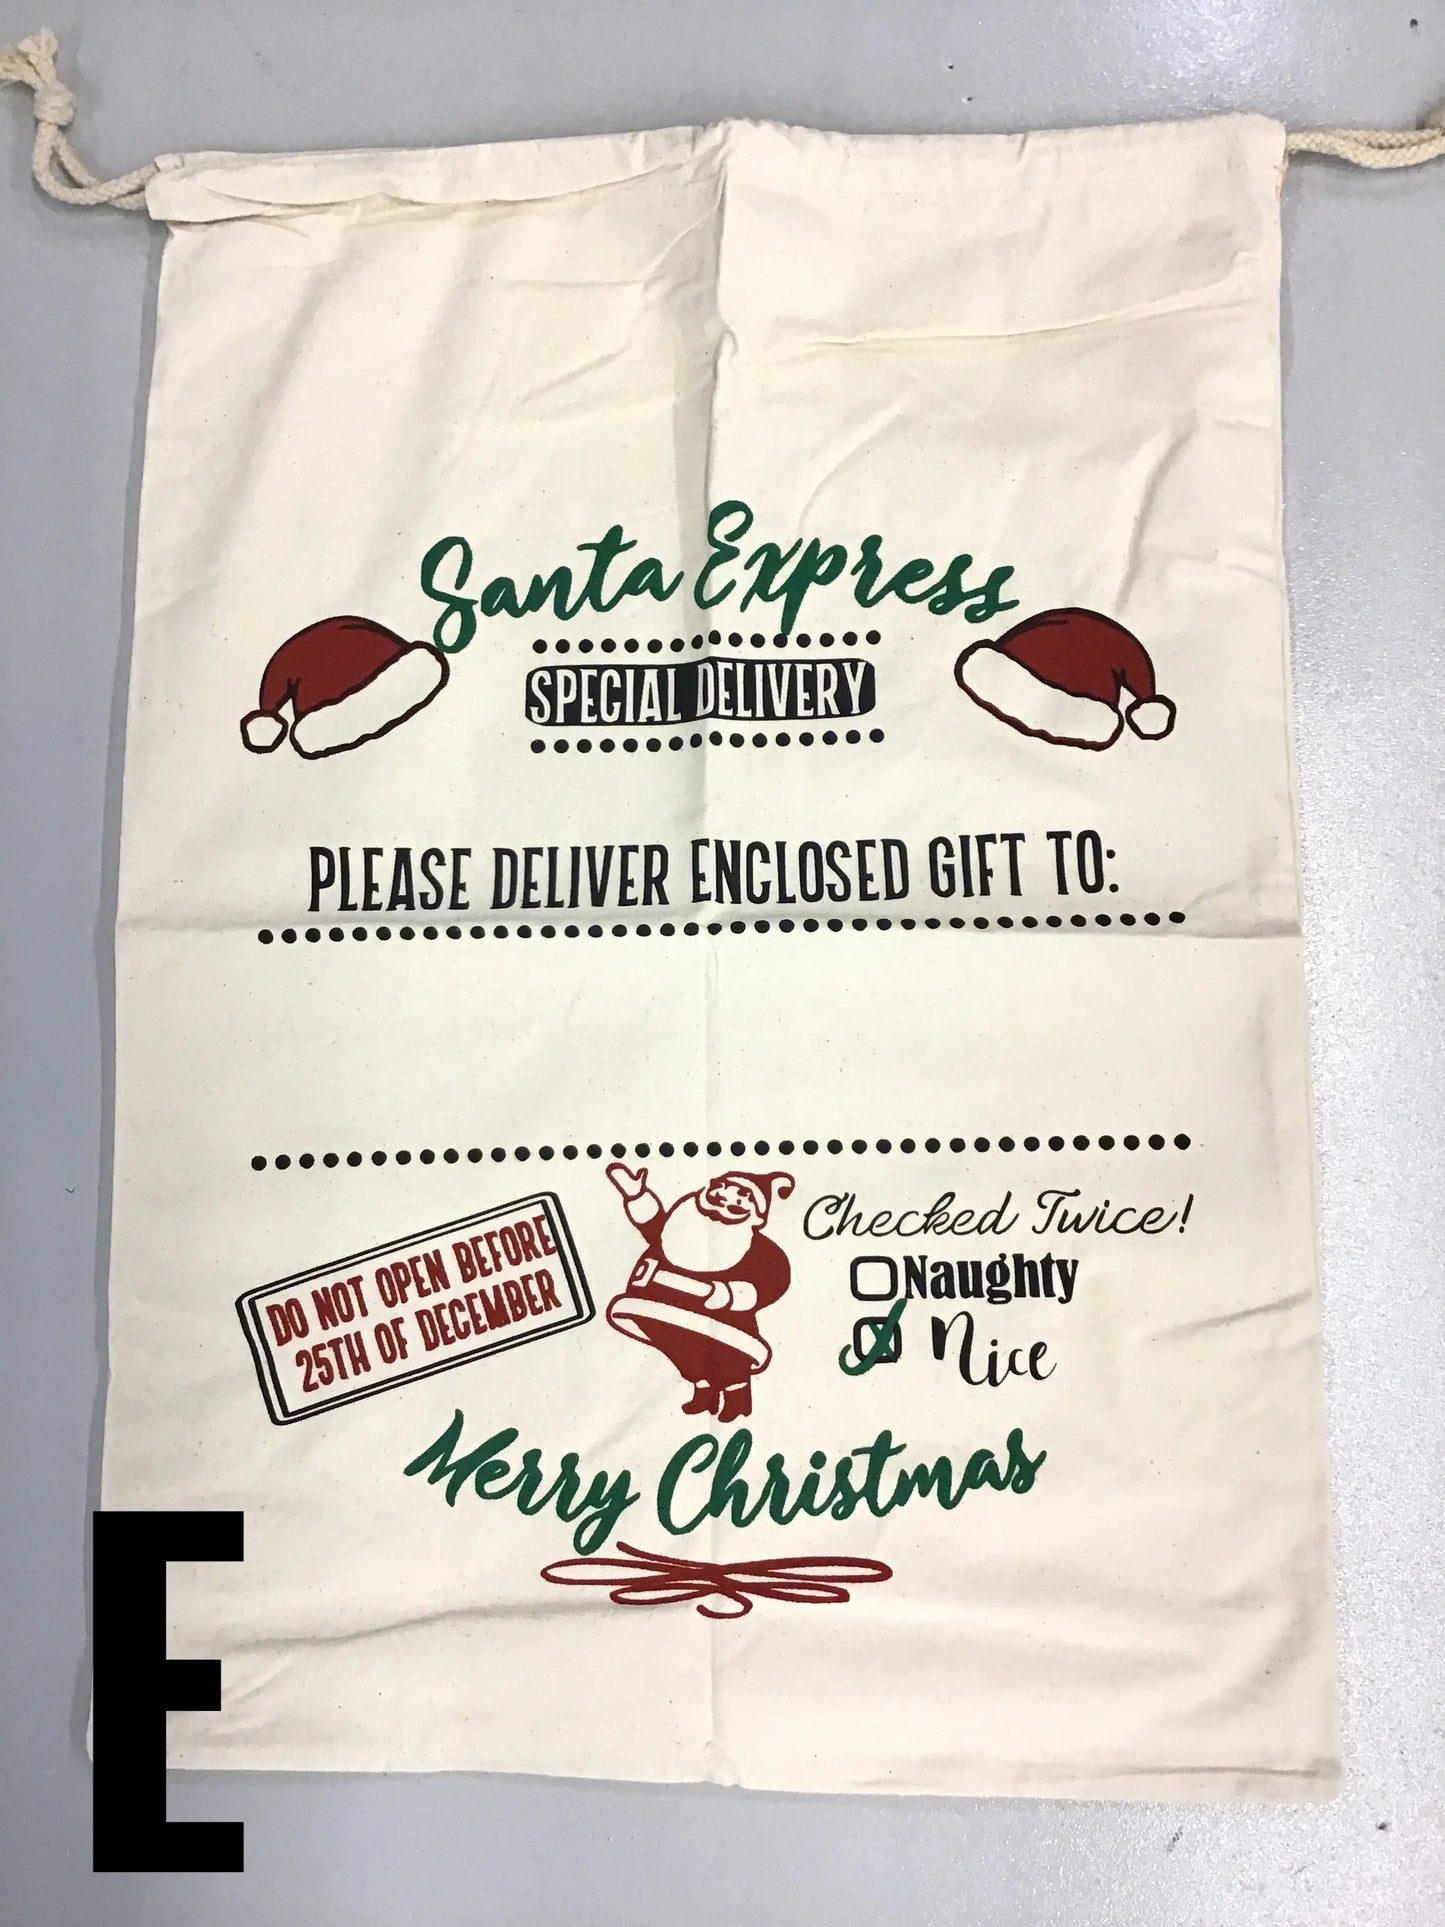 Santa Express
SPECIAL DELIVERY
PLEASE DELIVER ENCLOSED GIFT TO:
DO NOT OPEN BEFORE
25TH OF DECEMBER
Checked Twice!
Naughty
Nice
Merry Christmas
E